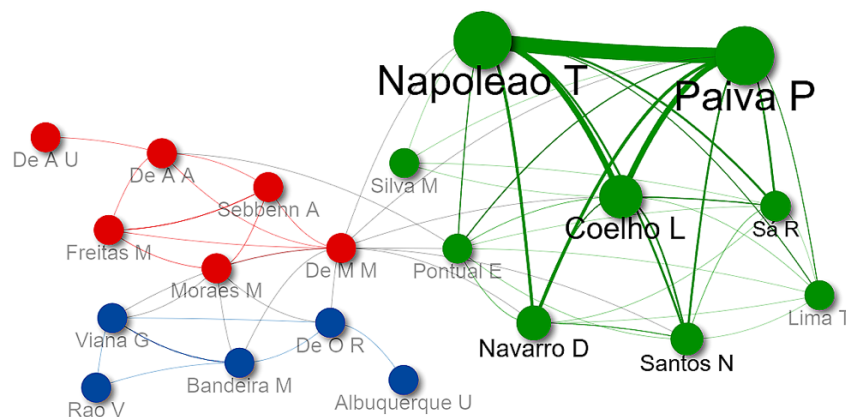 Napoleao T
Paiva P
De A U
De A A
Silva M
Sebbenn A
Coelho L
Sa R
Freitas M
De M M
Pontual E
Moraes M
Lima T
Viana G
De O R
Navarro D
Santos N
Bandeira M
Rao V
Albuquerque U